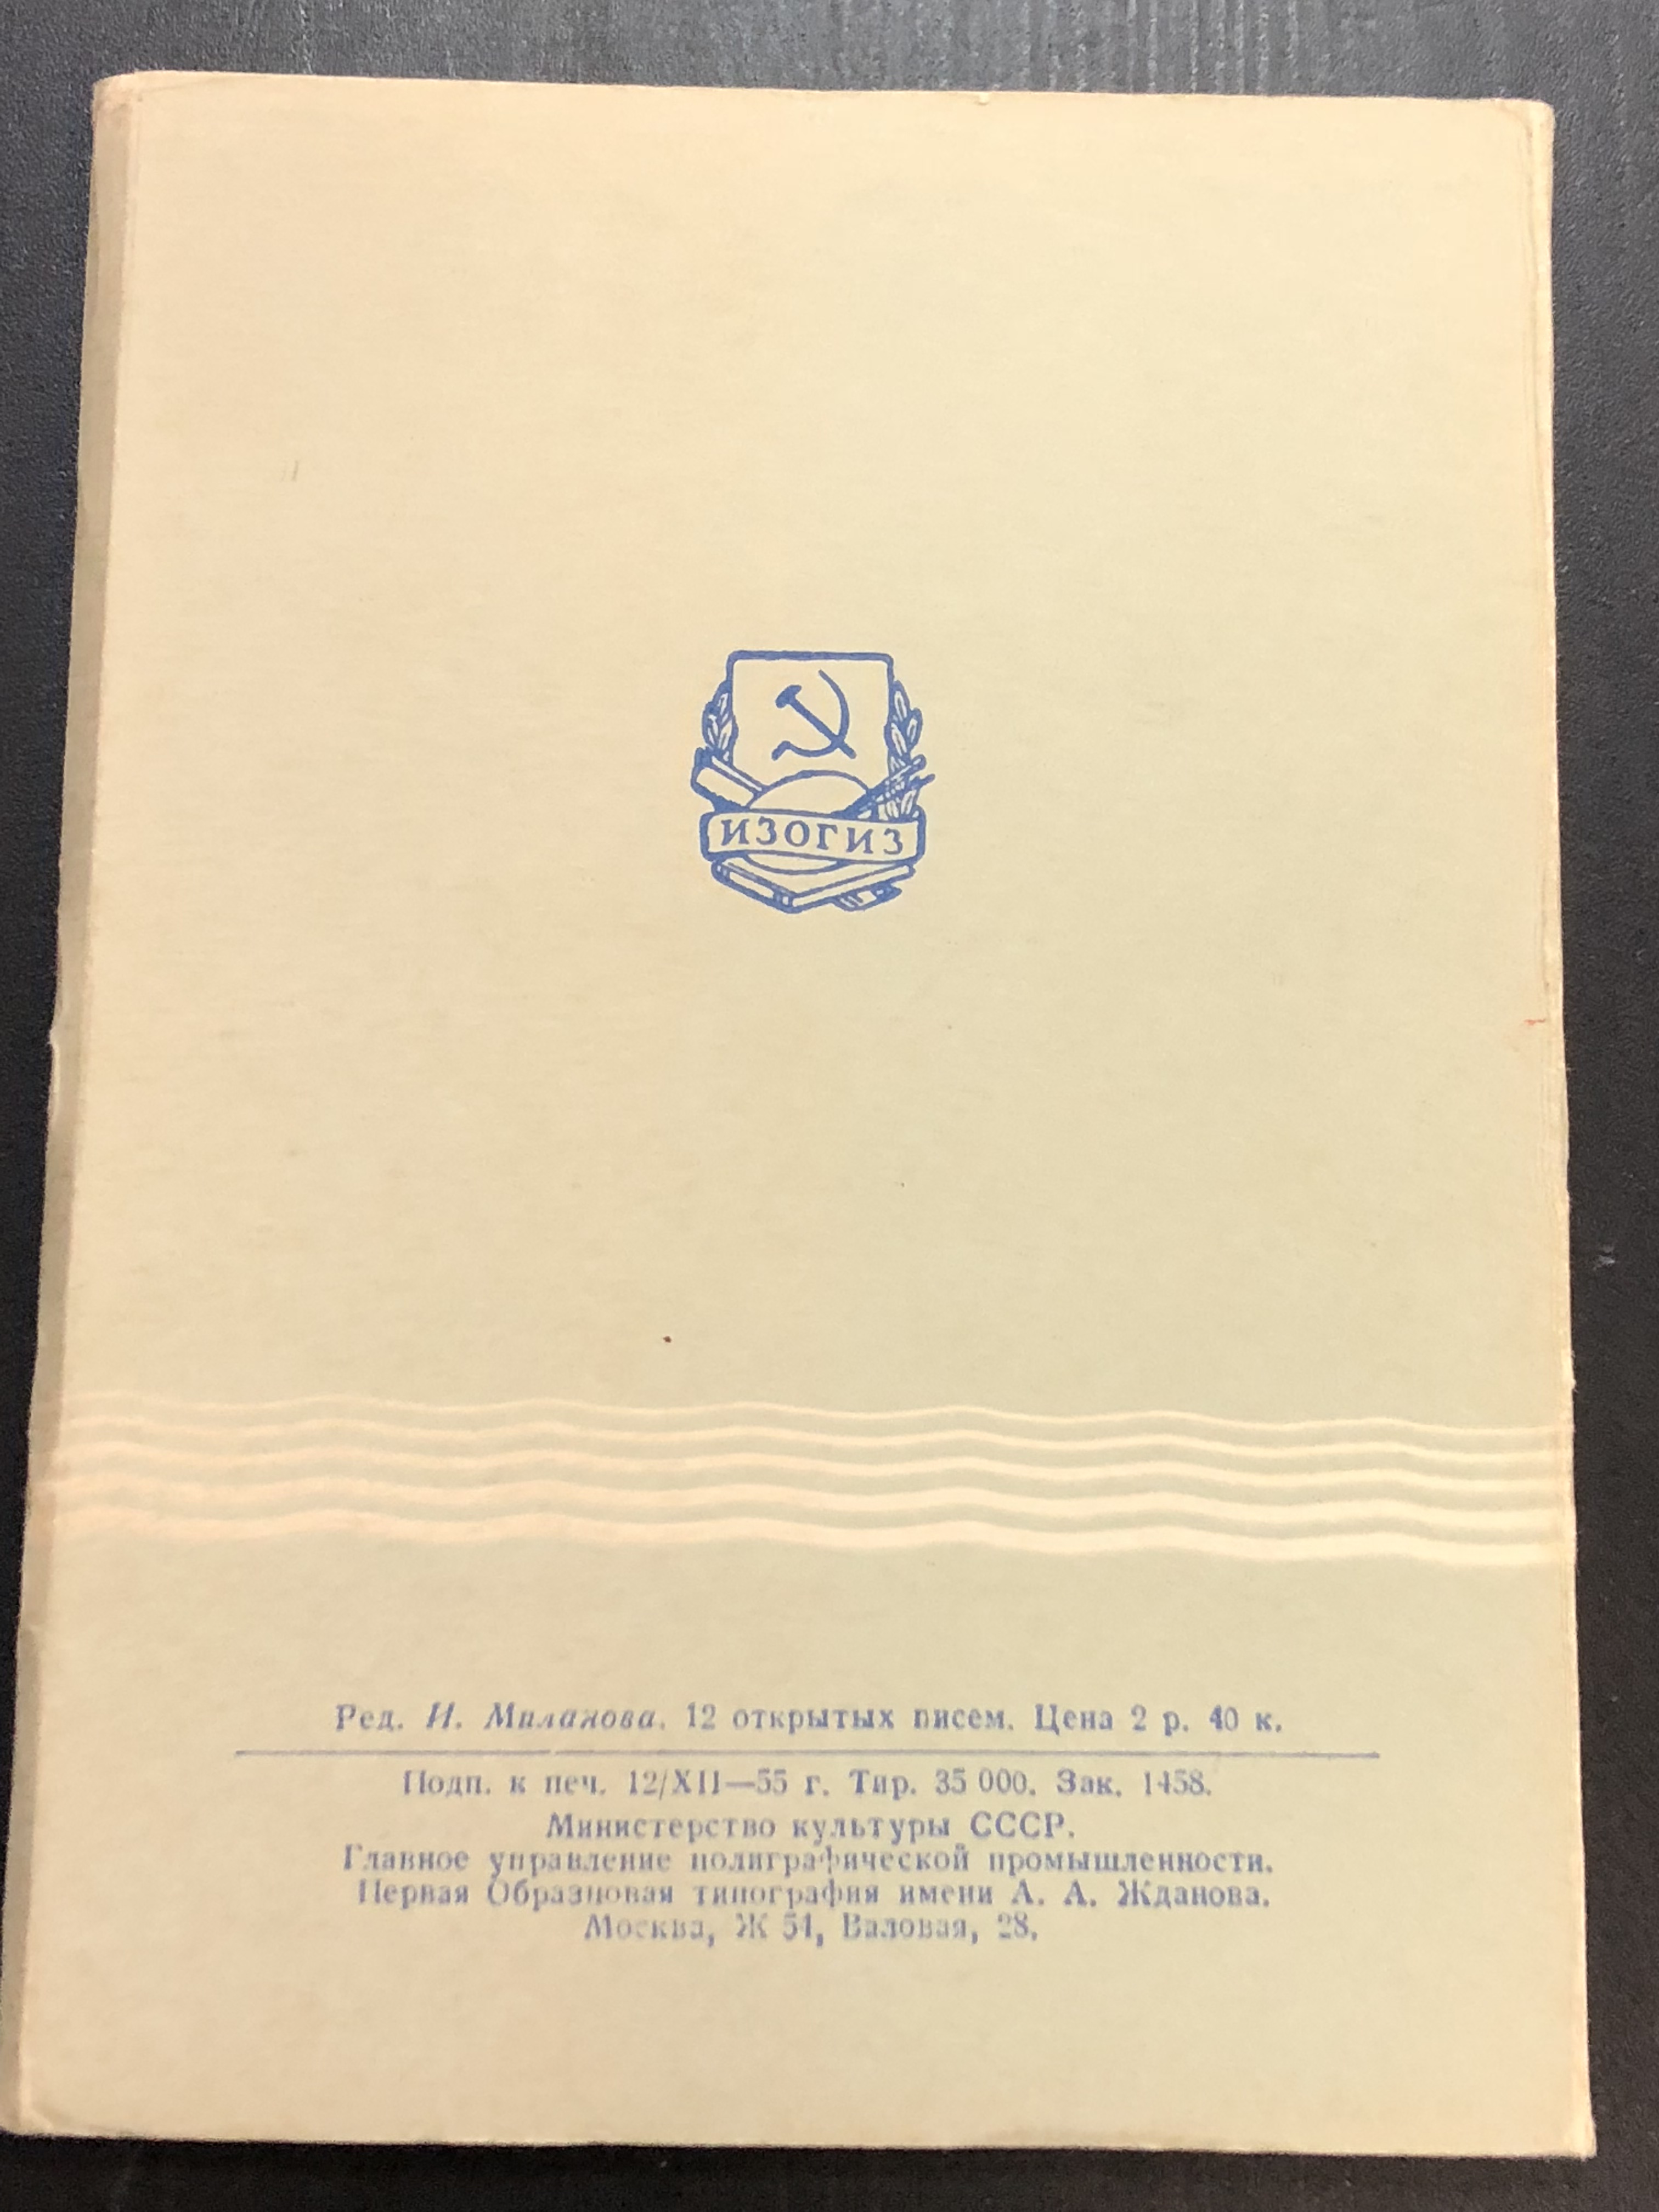 ИЗОГИЗ
Ред. И. Миланова. 12 открытых писем. Цена 2 р. 40 к.
Подп. к печ. 12/XII—55 г. Тир. 35 000. Зак. 1458.
Министерство культуры СССР.
Главное управление полиграфической промышленности.
Первая Образцовая типография имени А. А. Жданова.
Москва, Ж 54, Валовая, 28.